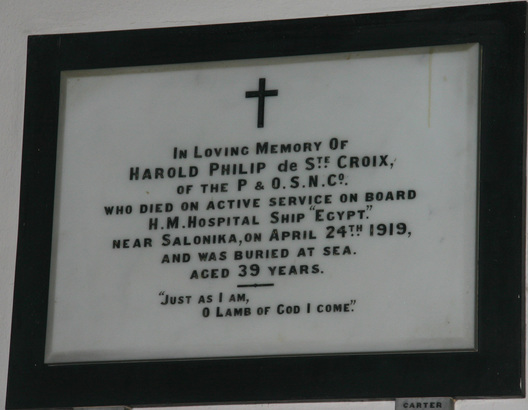 In Loving Memory Of
Harold Philip de Ste Croix,
of the P & O.S.N.Co.
who died on active service on board
H.M. Hospital Ship "Egypt."
near Salonika, on April 24th 1919,
and was buried at sea.
aged 39 years.
"Just as I am,
O Lamb of God I come."
CARTER